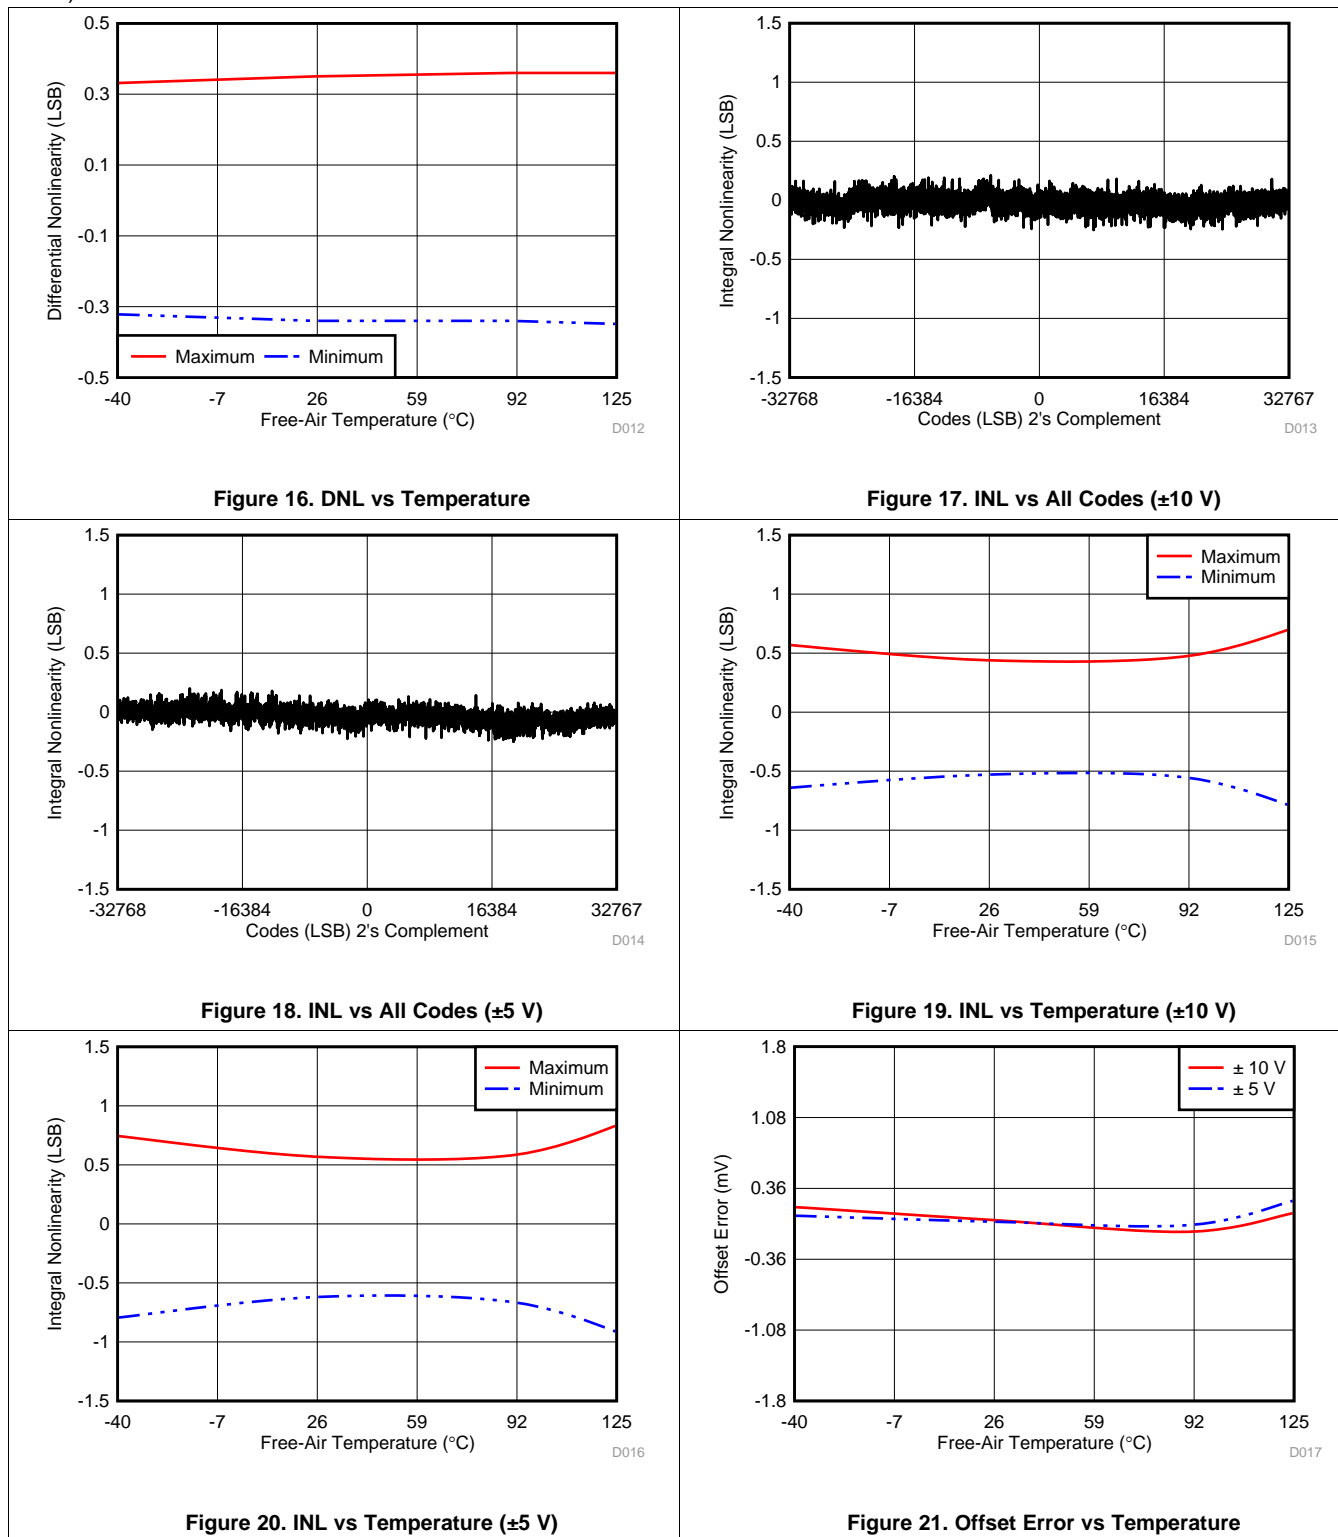 0.5
0.3
0.1
-0.1
-0.3
-0.5
Differential Nonlinearity (LSB)
Maximum
Minimum
-40 -7 26 59 92 125
Free-Air Temperature (°C)
D012
Figure 16. DNL vs Temperature
1.5
1
0.5
0
-0.5
-1
-1.5
Integral Nonlinearity (LSB)
-32768 -16384 0 16384 32767
Codes (LSB) 2's Complement
D013
Figure 17. INL vs All Codes (±10 V)
1.5
1
0.5
0
-0.5
-1
-1.5
Integral Nonlinearity (LSB)
-32768 -16384 0 16384 32767
Codes (LSB) 2's Complement
D014
Figure 18. INL vs All Codes (±5 V)
1.5
1
0.5
0
-0.5
-1
-1.5
Integral Nonlinearity (LSB)
Maximum
Minimum
-40 -7 26 59 92 125
Free-Air Temperature (°C)
D015
Figure 19. INL vs Temperature (±10 V)
1.5
1
0.5
0
-0.5
-1
-1.5
Integral Nonlinearity (LSB)
Maximum
Minimum
-40 -7 26 59 92 125
Free-Air Temperature (°C)
D016
Figure 20. INL vs Temperature (±5 V)
1.8
1.08
0.36
-0.36
-1.08
-1.8
Offset Error (mV)
± 10 V
± 5 V
-40 -7 26 59 92 125
Free-Air Temperature (°C)
D017
Figure 21. Offset Error vs Temperature